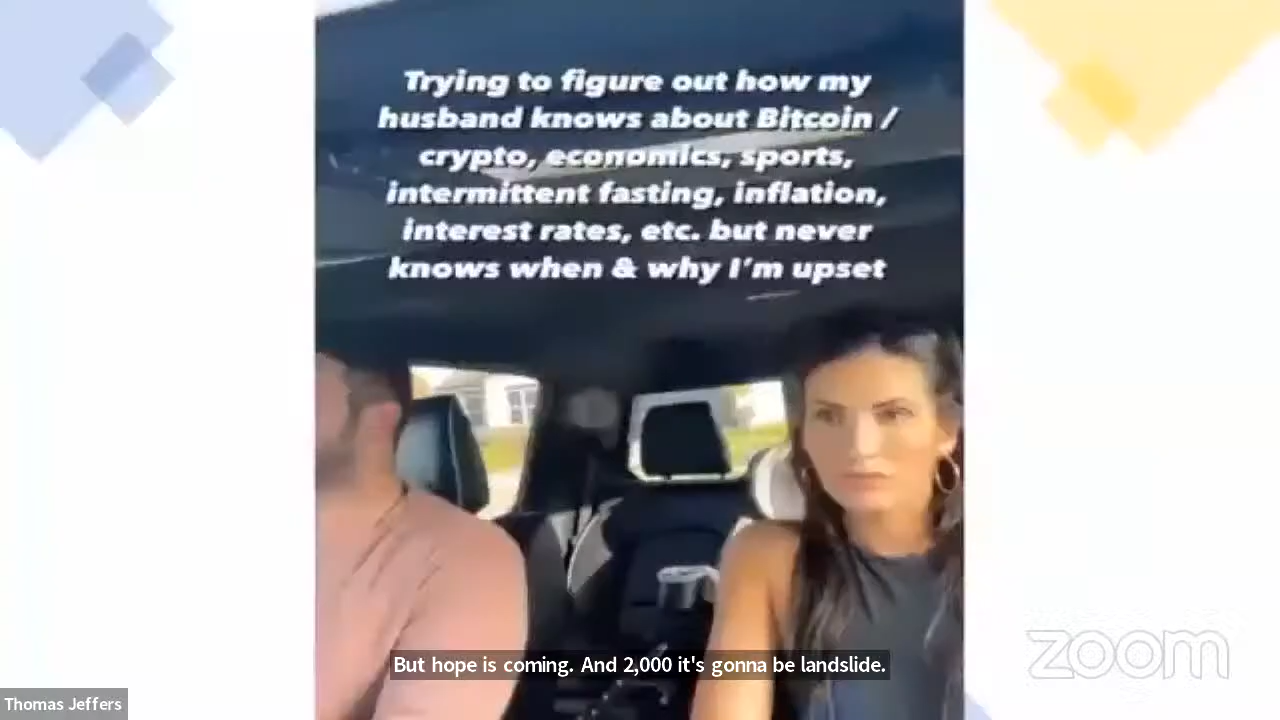 Trying to figure out how my
husband knows about Bitcoin /
crypto, economics, sports,
intermittent fasting, inflation,
interest rates, etc. but never
knows when & why I'm upset
But hope is coming. And 2,000 it's gonna be landslide.
zoom
Thomas Jeffers